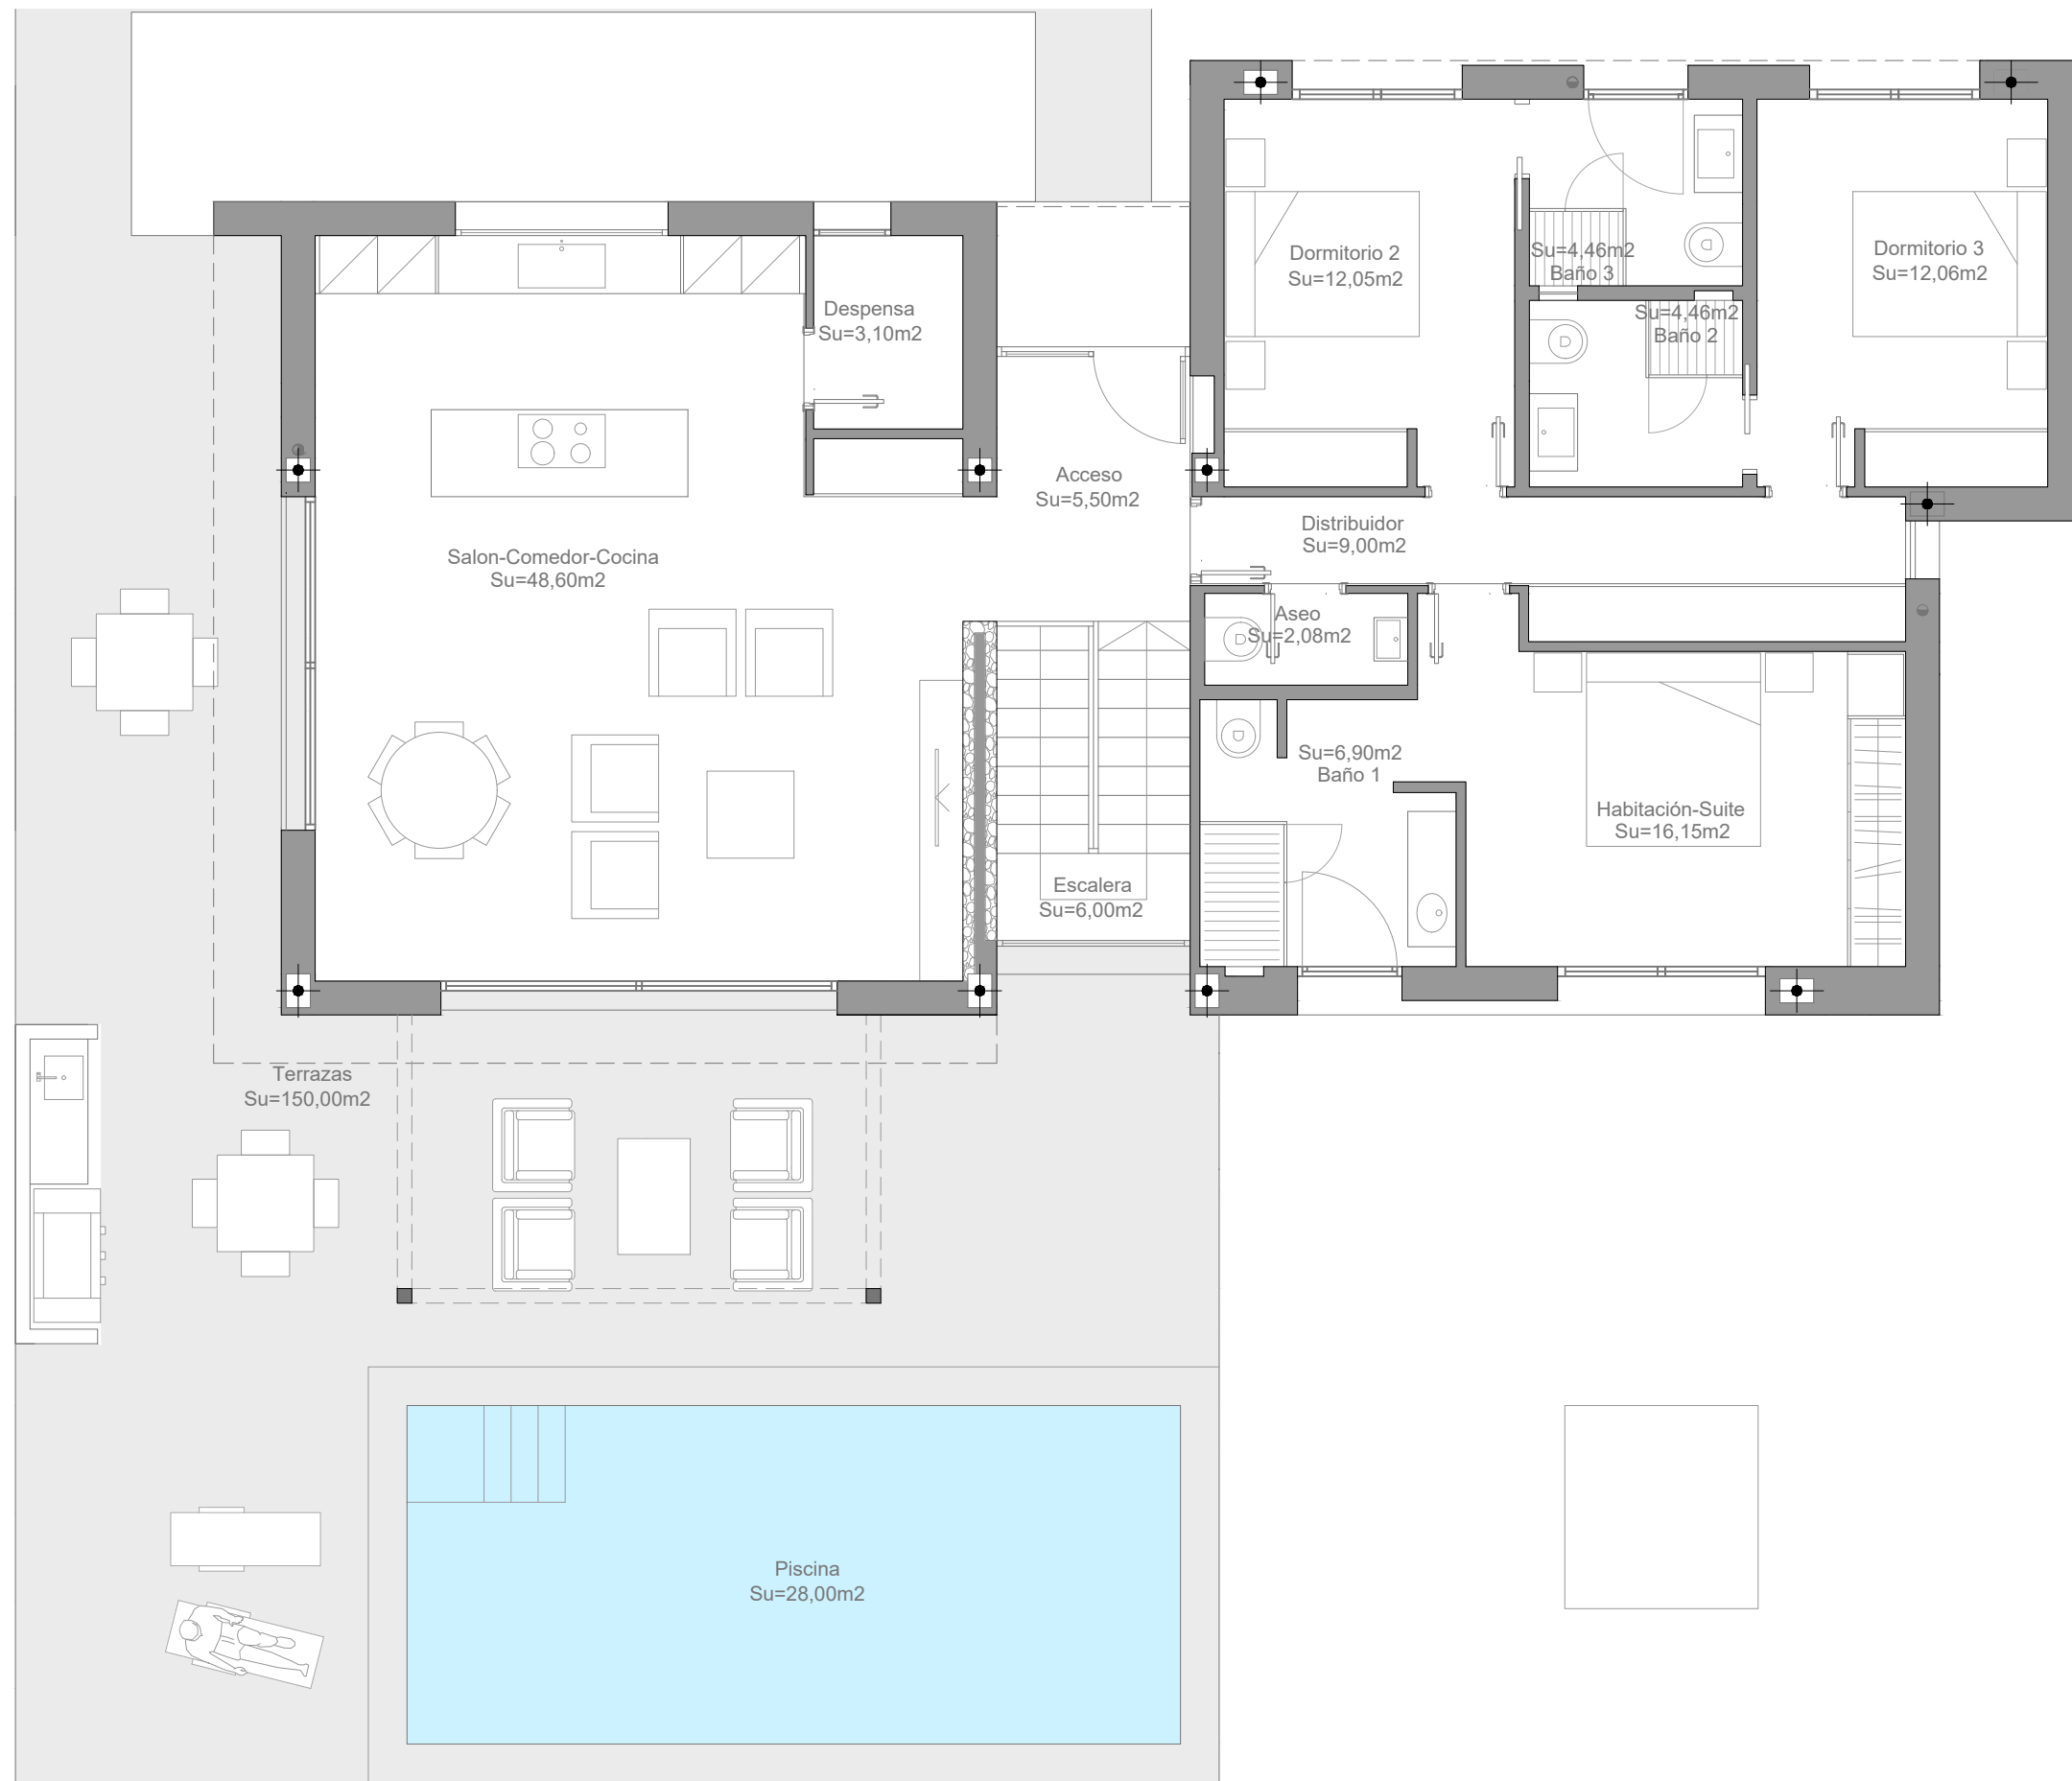 Dormitorio 2
Su=12,05m2
Su=4,46m2
Baño 3
Dormitorio 3
Su=12,06m2
Despensa
Su=3,10m2
Su=4,46m2
Baño 2
Acceso
Su=5,50m2
Distribuidor
Su=9,00m2
Salon-Comedor-Cocina
Su=48,60m2
Aseo
Su=2,08m2
Su=6,90m2
Baño 1
Habitación-Suite
Su=16,15m2
Escalera
Su=6,00m2
Terrazas
Su=150,00m2
Piscina
Su=28,00m2